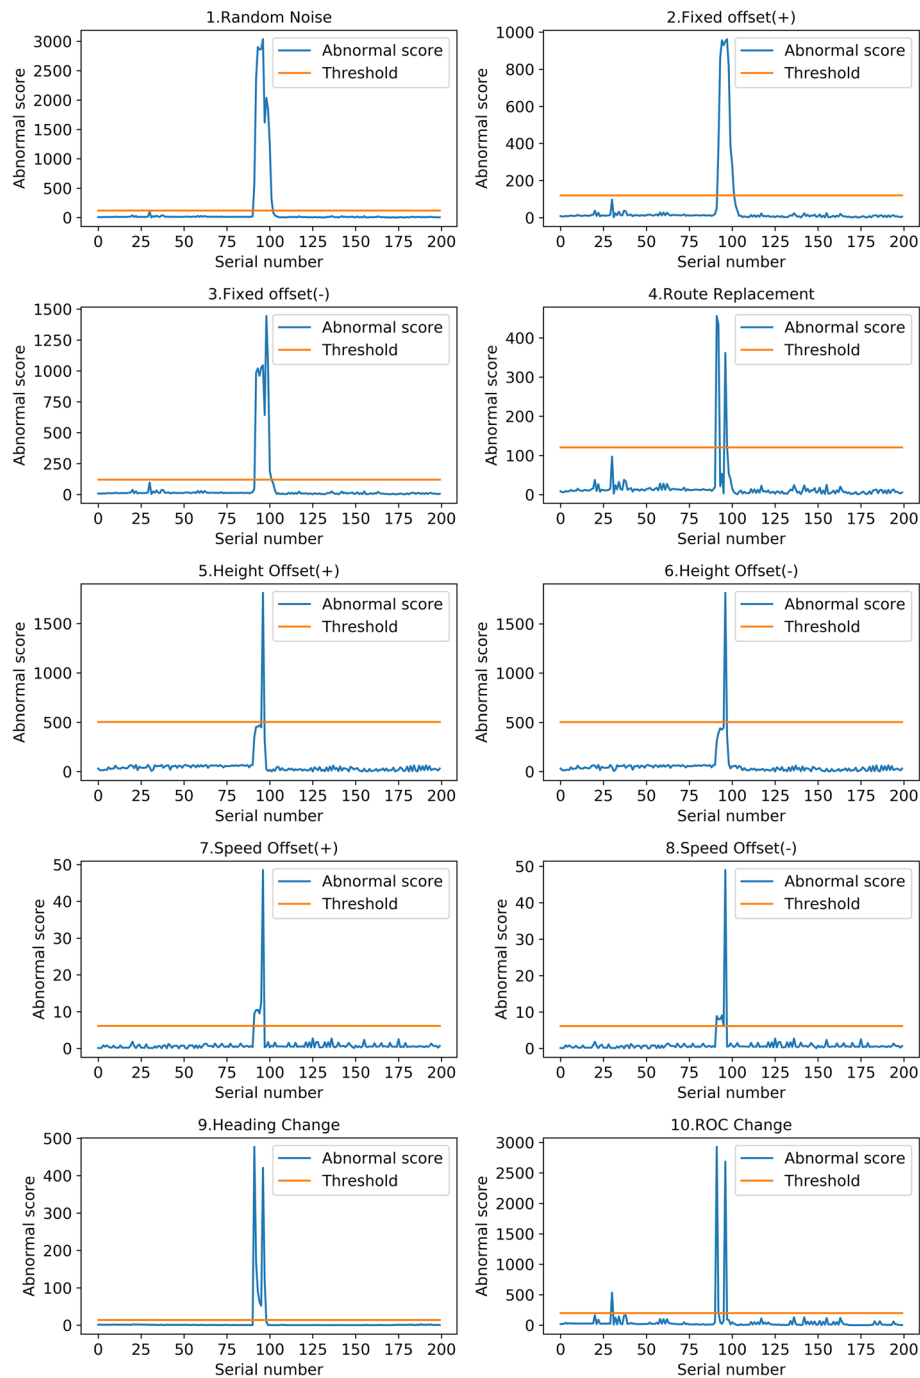 1.Random Noise
Abnormal score
3000
2500
2000
1500
1000
500
0
Abnormal score
Threshold
0 25 50 75 100 125 150 175 200
Serial number
2.Fixed offset(+)
Abnormal score
1000
800
600
400
200
0
Abnormal score
Threshold
0 25 50 75 100 125 150 175 200
Serial number
3.Fixed offset(-)
Abnormal score
1500
1250
1000
750
500
250
0
Abnormal score
Threshold
0 25 50 75 100 125 150 175 200
Serial number
4.Route Replacement
Abnormal score
400
300
200
100
0
Abnormal score
Threshold
0 25 50 75 100 125 150 175 200
Serial number
5.Height Offset(+)
Abnormal score
1500
1000
500
0
Abnormal score
Threshold
0 25 50 75 100 125 150 175 200
Serial number
6.Height Offset(-)
Abnormal score
1500
1000
500
0
Abnormal score
Threshold
0 25 50 75 100 125 150 175 200
Serial number
7.Speed Offset(+)
Abnormal score
50
40
30
20
10
0
Abnormal score
Threshold
0 25 50 75 100 125 150 175 200
Serial number
8.Speed Offset(-)
Abnormal score
50
40
30
20
10
0
Abnormal score
Threshold
0 25 50 75 100 125 150 175 200
Serial number
9.Heading Change
Abnormal score
500
400
300
200
100
0
Abnormal score
Threshold
0 25 50 75 100 125 150 175 200
Serial number
10.ROC Change
Abnormal score
3000
2500
2000
1500
1000
500
0
Abnormal score
Threshold
0 25 50 75 100 125 150 175 200
Serial number